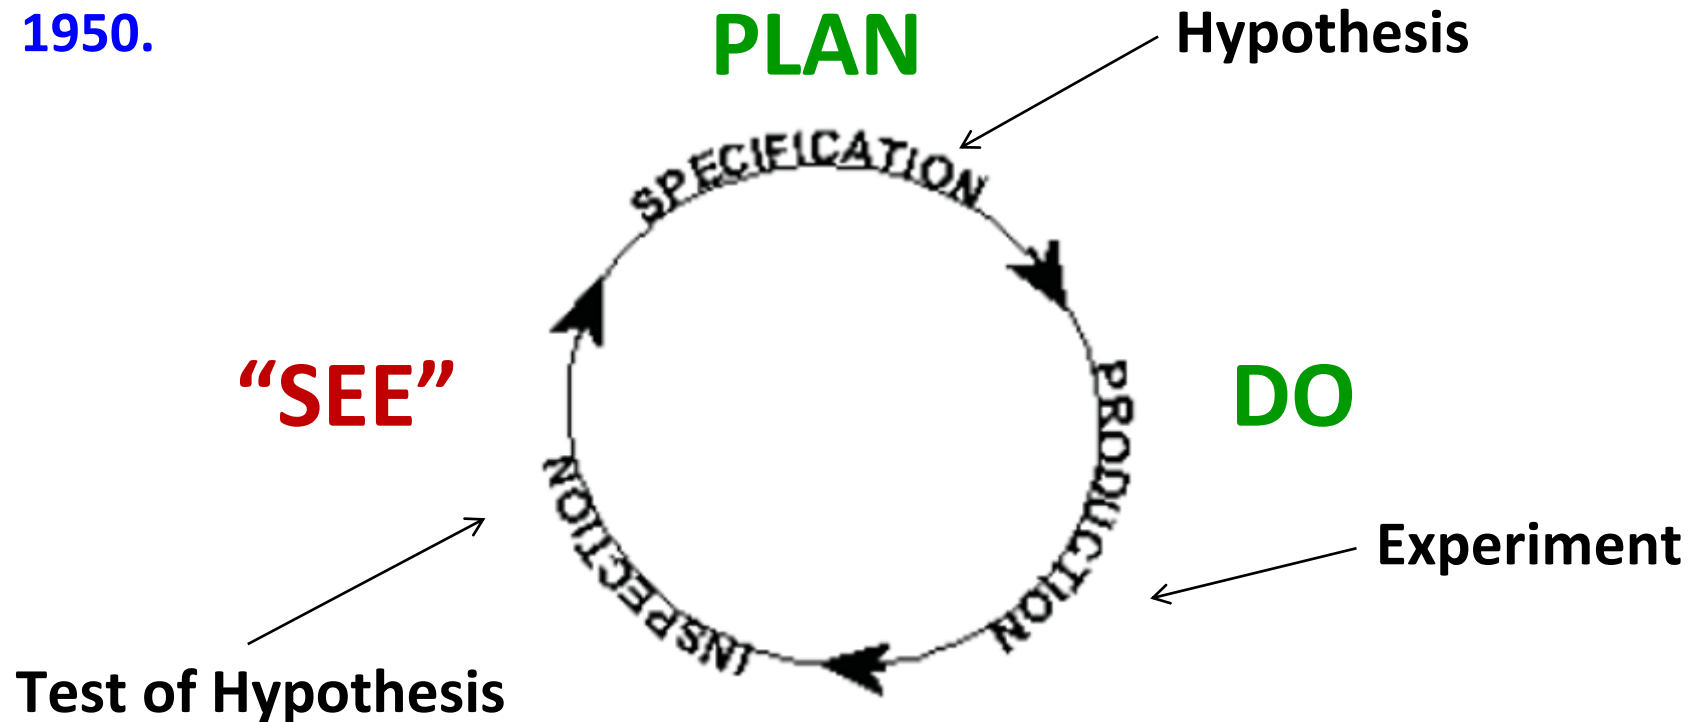 1950.
PLAN
Hypothesis
SPECIFICATION
“SEE”
DO
PRODUCTION
Experiment
INSPECTION
Test of Hypothesis